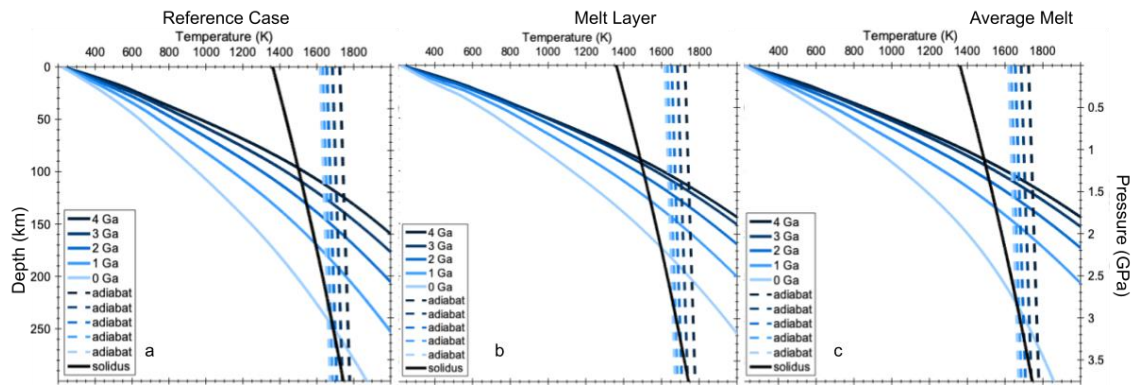 Reference Case
Melt Layer
Average Melt
Temperature (K)
Temperature (K)
Temperature (K)
400 600 800 1000 1200 1400 1600 1800
400 600 800 1000 1200 1400 1600 1800
400 600 800 1000 1200 1400 1600 1800
Depth (km)
0
50
100
150
200
250
4 Ga
3 Ga
2 Ga
1 Ga
0 Ga
adiabat
adiabat
adiabat
adiabat
adiabat
solidus
a
4 Ga
3 Ga
2 Ga
1 Ga
0 Ga
adiabat
adiabat
adiabat
adiabat
adiabat
solidus
b
4 Ga
3 Ga
2 Ga
1 Ga
0 Ga
adiabat
adiabat
adiabat
adiabat
adiabat
solidus
c
0.5
1
1.5
2
2.5
3
3.5
Pressure (GPa)